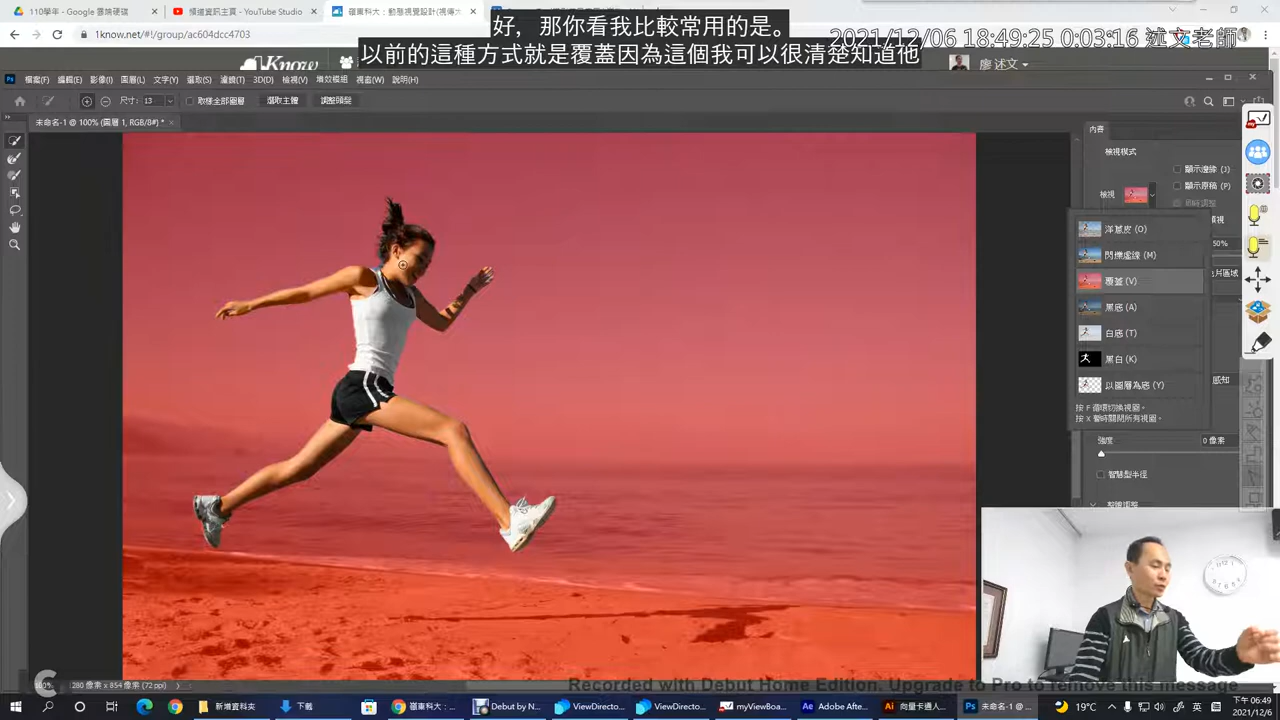 好，那你看我比較常用的是。
以前的這種方式就是覆蓋因為這個我可以很清楚知道他
2021/12/06 18:49:25 0:03:16 述文老師
110學年 - Google 雲端硬碟
頻道資訊主頁 - YouTube Studio
嶺東科大：動態視覺設計(視傳
1know.net/#!/group/ac604dcc4703
Know
廖 述文
檔案(F) 編輯(E) 影像(I) 圖層(L) 文字(Y) 選取(S) 濾鏡(T) 3D(D) 檢視(V) 增效模組 視窗(W) 說明(H)
尺寸: 13
取樣全部圖層
選取主體
調整頭髮
未命名-1 @ 100% (圖層 1, RGB/8#) *
內容
檢視模式
顯示邊緣 (J)
顯示原稿 (P)
檢視
50%
洋蔥皮 (O)
閃爍虛線 (M)
覆蓋 (V)
黑底 (A)
白底 (T)
黑白 (K)
以圖層為底 (Y)
按 F 循環切換視圖。
按 X 暫時關閉所有視圖。
強度
0 像素
智慧型半徑
Recorded with Debut Home Edition. Upgrade to Pro to remove this message
280 像素 x 854 像素 (72 ppi)
新增資料夾
下載
嶺東科大...
Debut by N...
ViewDirecto...
ViewDirecto...
myViewBoa...
Adobe After...
向量卡通人...
未命名-1 ...
19°C
英
下午 06:49
2021/12/6